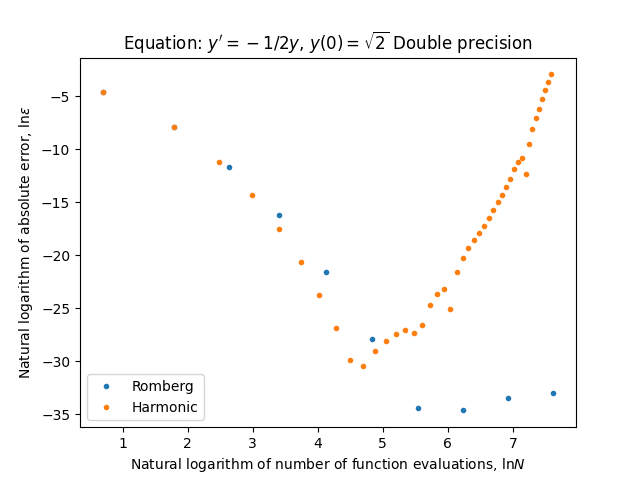 Equation: y′ = −1/2y, y(0) = √2 Double precision
Natural logarithm of absolute error, lnε
−5
−10
−15
−20
−25
−30
−35
Romberg
Harmonic
1 2 3 4 5 6 7
Natural logarithm of number of function evaluations, lnN